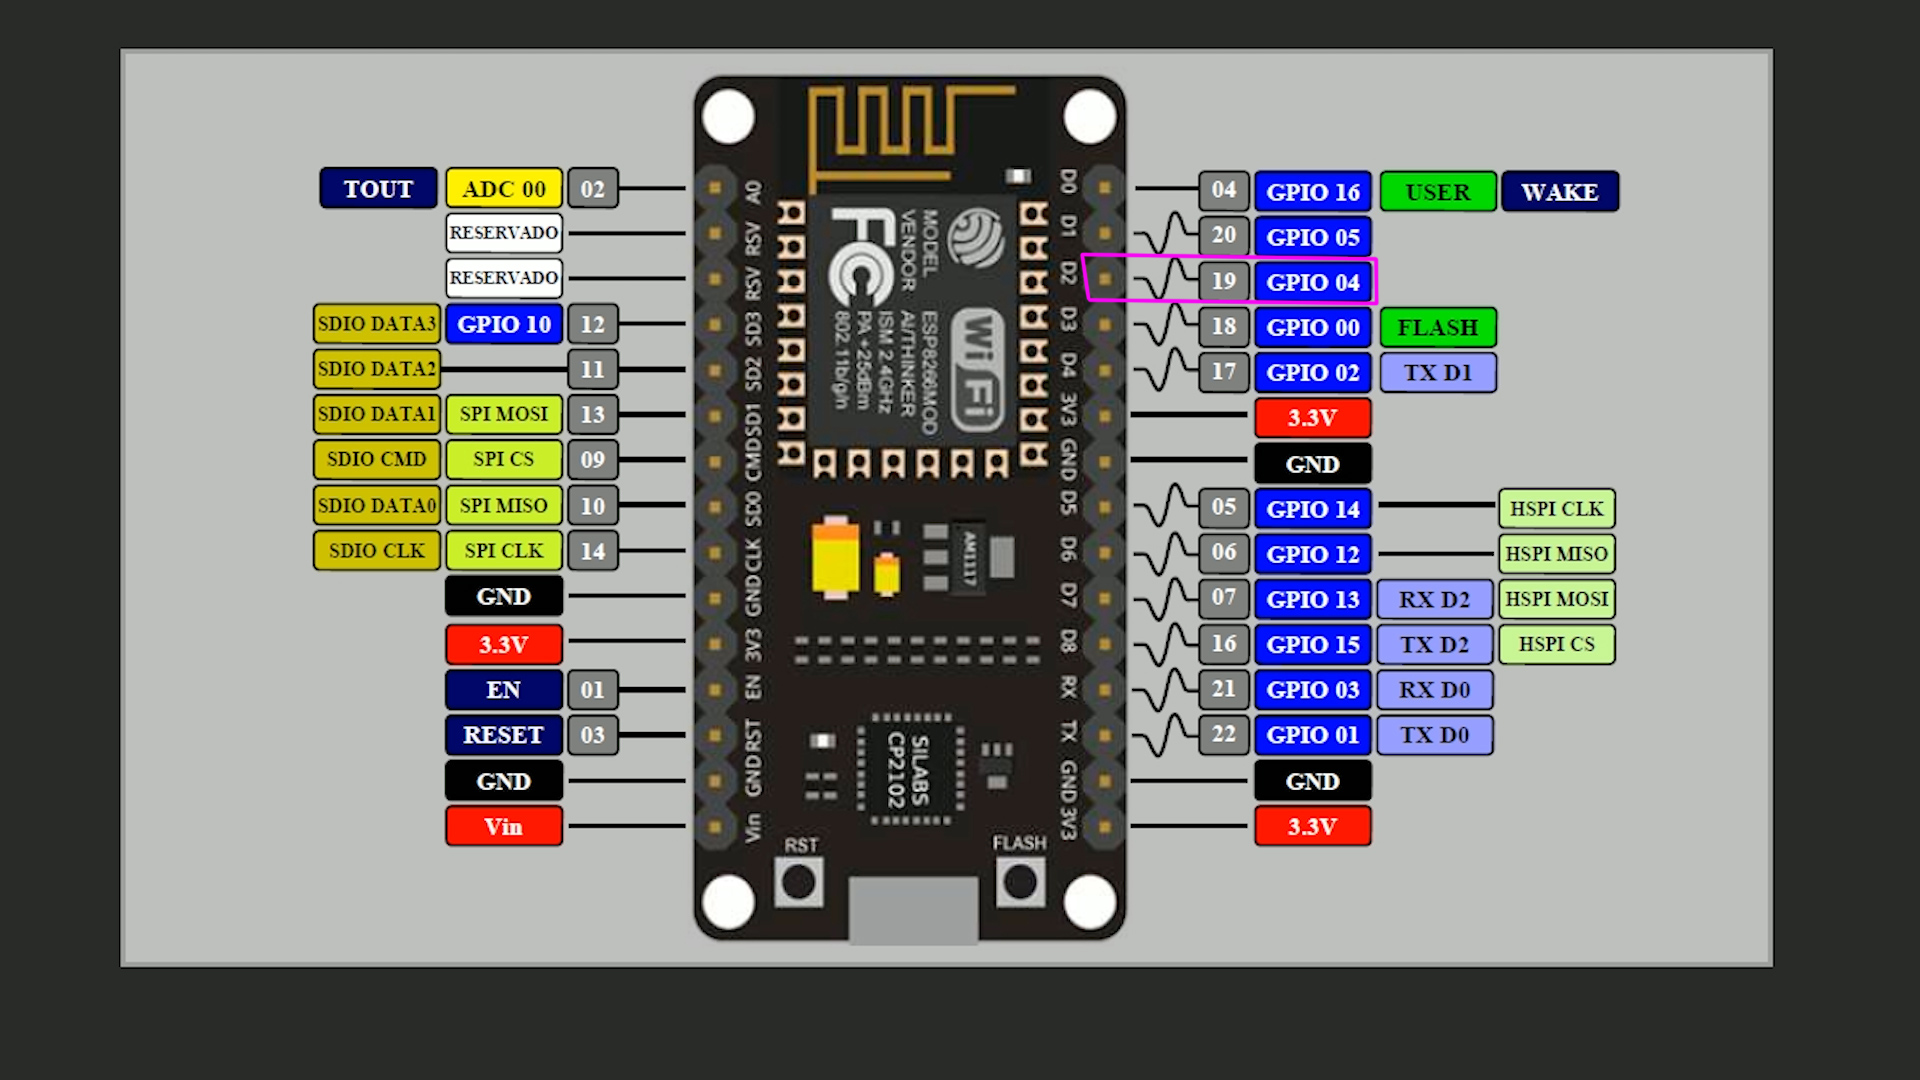 TOUT ADC 00 02 A0
RESERVADO RSV
RESERVADO RSV
SDIO DATA3 GPIO 10 12 SD3
SDIO DATA2 11 SD2
SDIO DATA1 SPI MOSI 13 SD1
SDIO CMD SPI CS 09 CMD
SDIO DATA0 SPI MISO 10 SD0
SDIO CLK SPI CLK 14 CLK
GND GND
3.3V 3V3
EN 01 EN
RESET 03 RST
GND GND
Vin Vin
FC
MODEL
VENDOR
ESP8266MOD
AI/THINKER
ISM 2.4GHz
PA +25dBm
802.11b/g/n
WiFi
AM1117
SILABS
CP2102
RST
FLASH
D0 04 GPIO 16 USER WAKE
D1 20 GPIO 05
D2 19 GPIO 04
D3 18 GPIO 00 FLASH
D4 17 GPIO 02 TX D1
3V3 3.3V
GND GND
D5 05 GPIO 14 HSPI CLK
D6 06 GPIO 12 HSPI MISO
D7 07 GPIO 13 RX D2 HSPI MOSI
D8 16 GPIO 15 TX D2 HSPI CS
RX 21 GPIO 03 RX D0
TX 22 GPIO 01 TX D0
GND GND
3V3 3.3V